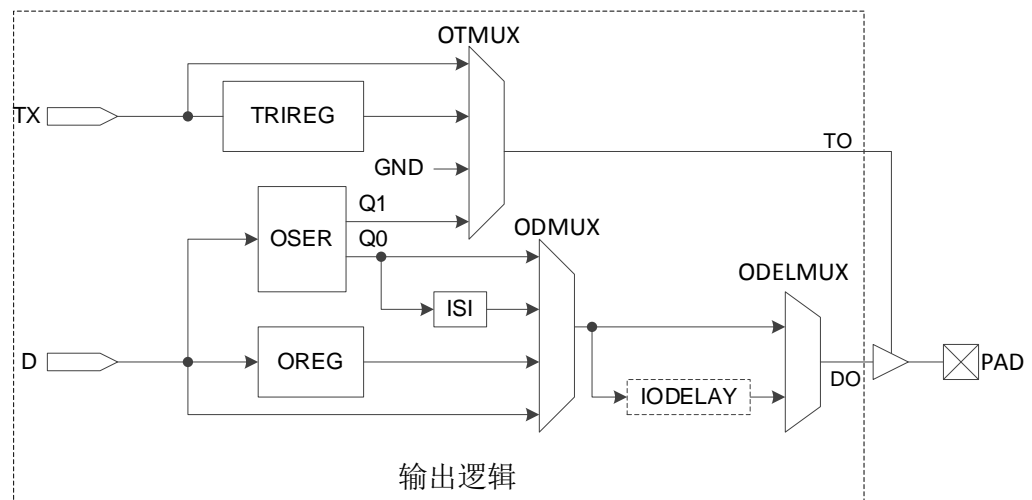 OTMUX
TX
TRIREG
TO
GND
Q1
OSER
Q0
ODMUX
ODELMUX
ISI
D
OREG
DO
PAD
IODELAY
输出逻辑